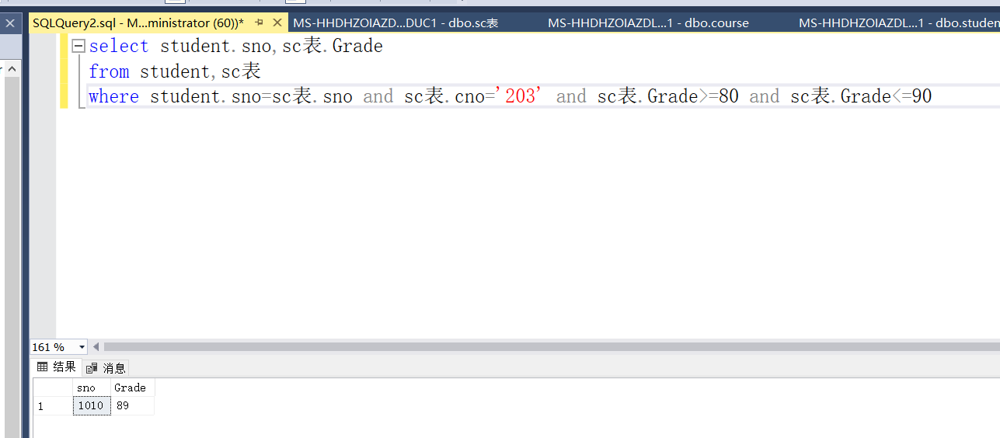 SQLQuery2.sql - M...ministrator (60))* MS-HHDHZOIAZD...DUC1 - dbo.sc表 MS-HHDHZOIAZDL...1 - dbo.course MS-HHDHZOIAZDL...1 - dbo.studen
select student.sno,sc表.Grade
from student,sc表
where student.sno=sc表.sno and sc表.cno='203' and sc表.Grade>=80 and sc表.Grade<=90
161 %
结果 消息
sno Grade
1 1010 89